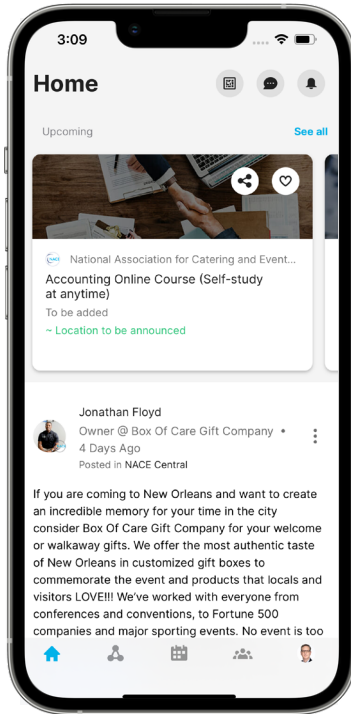 3:09
Home
Upcoming
See all
National Association for Catering and Event...
Accounting Online Course (Self-study
at anytime)
To be added
~ Location to be announced
Jonathan Floyd
Owner @ Box Of Care Gift Company •
4 Days Ago
Posted in NACE Central
If you are coming to New Orleans and want to create
an incredible memory for your time in the city
consider Box Of Care Gift Company for your welcome
or walkaway gifts. We offer the most authentic taste
of New Orleans in customized gift boxes to
commemorate the event and products that locals and
visitors LOVE!!! We've worked with everyone from
conferences and conventions, to Fortune 500
companies and major sporting events. No event is too